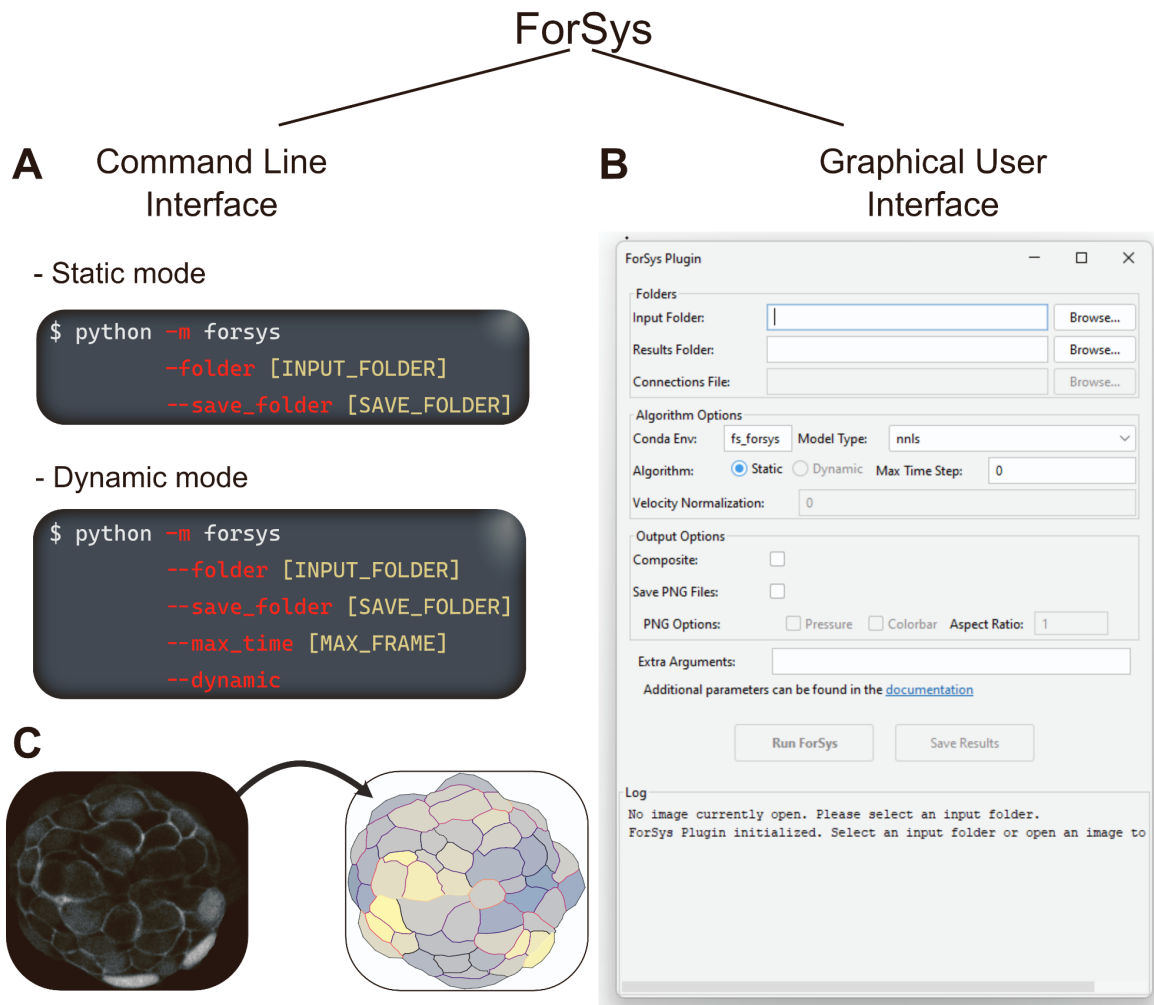 ForSys
A
Command Line
Interface
- Static mode
$ python -m forsys
-folder [INPUT_FOLDER]
--save_folder [SAVE_FOLDER]
- Dynamic mode
$ python -m forsys
--folder [INPUT_FOLDER]
--save_folder [SAVE_FOLDER]
--max_time [MAX_FRAME]
--dynamic
B
Graphical User
Interface
ForSys Plugin
Folders
Input Folder: Browse...
Results Folder: Browse...
Connections File: Browse...
Algorithm Options
Conda Env: fs_forsys Model Type: nnls
Algorithm: Static Dynamic Max Time Step: 0
Velocity Normalization: 0
Output Options
Composite:
Save PNG Files:
PNG Options: Pressure Colorbar Aspect Ratio: 1
Extra Arguments:
Additional parameters can be found in the documentation
Run ForSys Save Results
Log
No image currently open. Please select an input folder.
ForSys Plugin initialized. Select an input folder or open an image to
C